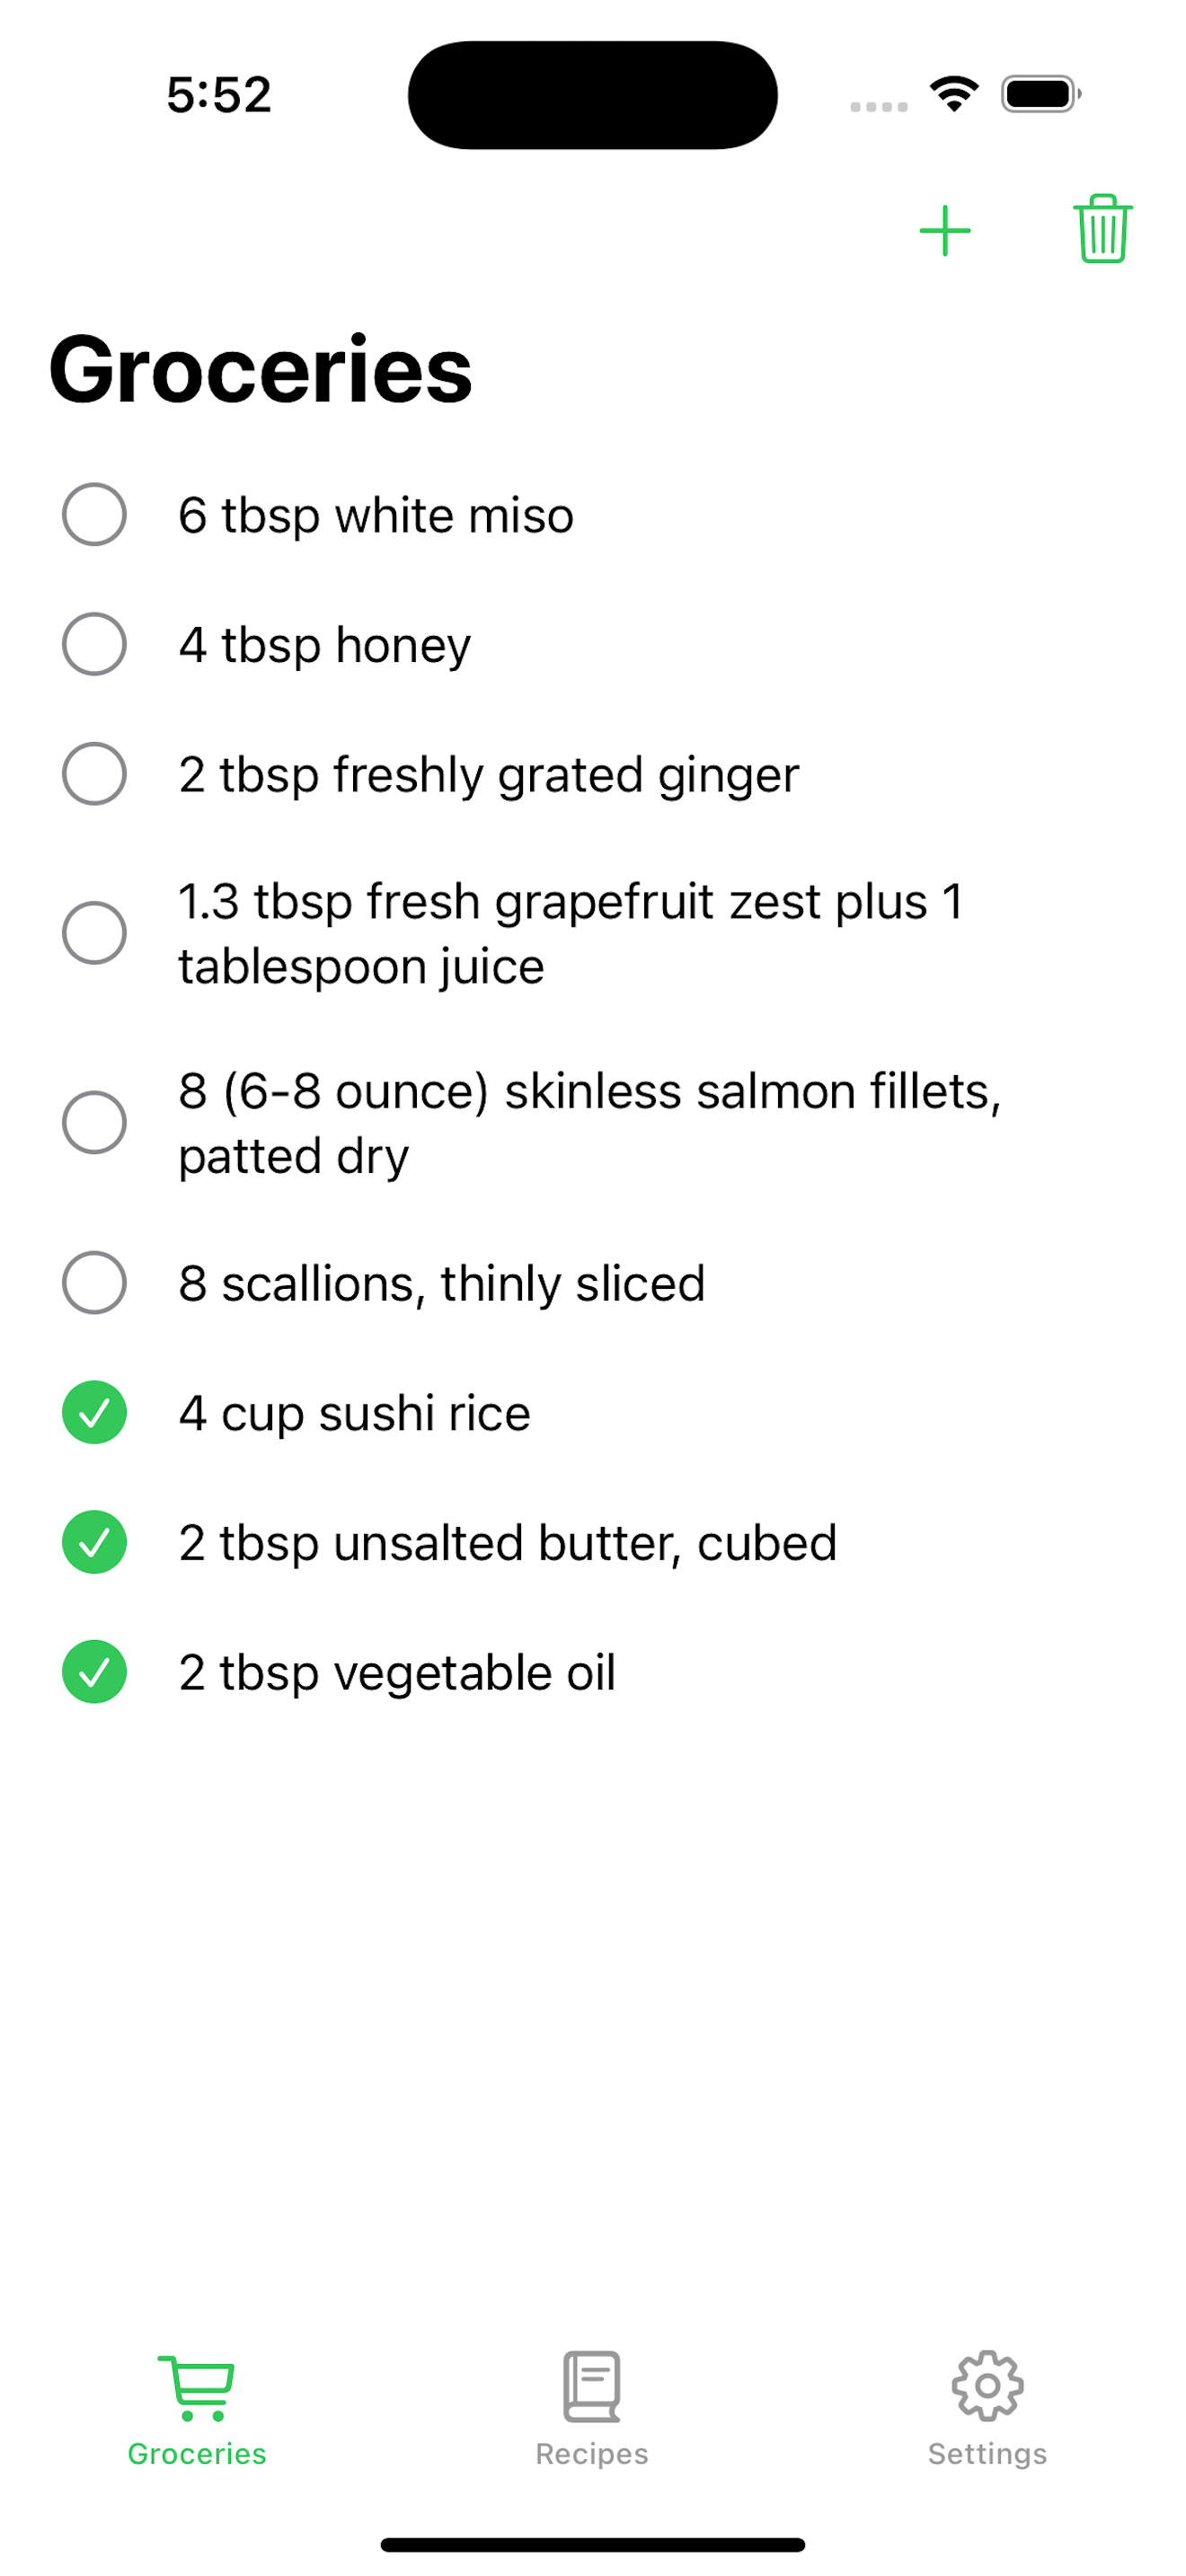 5:52
Groceries
6 tbsp white miso
4 tbsp honey
2 tbsp freshly grated ginger
1.3 tbsp fresh grapefruit zest plus 1
tablespoon juice
8 (6-8 ounce) skinless salmon fillets,
patted dry
8 scallions, thinly sliced
4 cup sushi rice
2 tbsp unsalted butter, cubed
2 tbsp vegetable oil
Groceries
Recipes
Settings